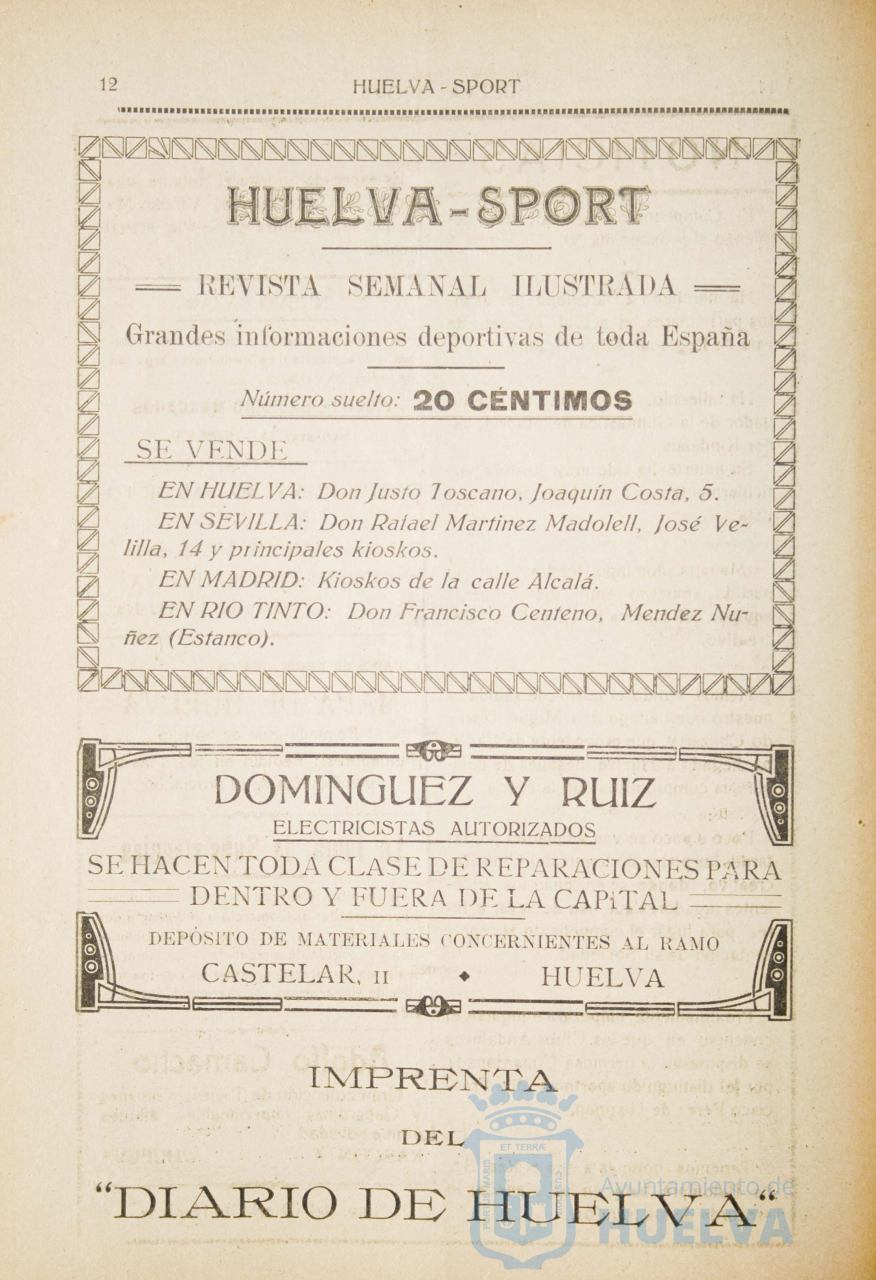 12
HUELVA - SPORT
HUELVA - SPORT
REVISTA SEMANAL ILUSTRADA
Grandes informaciones deportivas de toda España
Número suelto: 20 CÉNTIMOS
SE VENDE
EN HUELVA: Don Justo Toscano, Joaquín Costa, 5.
EN SEVILLA: Don Rafael Martinez Madolell, José Ve-
lilla, 14 y principales kioskos.
EN MADRID: Kioskos de la calle Alcalá.
EN RIO TINTO: Don Francisco Centeno, Mendez Nu-
ñez (Estanco).
DOMINGUEZ Y RUIZ
ELECTRICISTAS AUTORIZADOS
SE HACEN TODA CLASE DE REPARACIONES PARA
DENTRO Y FUERA DE LA CAPiTAL
DEPÓSITO DE MATERIALES CONCERNIENTES AL RAMO
CASTELAR, 11 ◆ HUELVA
IMPRENTA
DEL
"DIARIO DE HUELVA"
ET TERRÆ
Ayuntamiento de
HUELVA